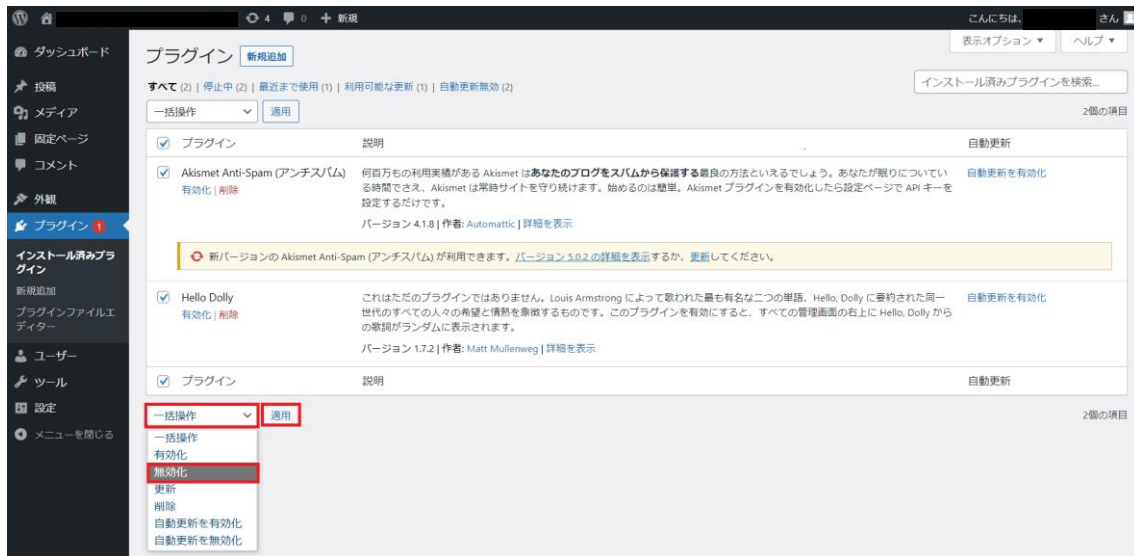 4 0 新規
こんにちは、 さん
ダッシュボード
投稿
メディア
固定ページ
コメント
外観
プラグイン 1
インストール済みプラ
グイン
新規追加
プラグインファイルエ
ディター
ユーザー
ツール
設定
メニューを閉じる
表示オプション ▼ ヘルプ ▼
プラグイン 新規追加
すべて (2) | 停止中 (2) | 最近まで使用 (1) | 利用可能な更新 (1) | 自動更新無効 (2)
インストール済みプラグインを検索...
一括操作 適用 2個の項目
プラグイン 説明 自動更新
Akismet Anti-Spam (アンチスパム) 何百万もの利用実績がある Akismet はあなたのブログをスパムから保護する最良の方法といえるでしょう。あなたが眠りについてい 自動更新を有効化
有効化 | 削除 る時間でさえ、Akismet は常時サイトを守り続けます。始めるのは簡単。Akismet プラグインを有効化したら設定ページで API キーを
設定するだけです。
バージョン 4.1.8 | 作者: Automattic | 詳細を表示
新バージョンの Akismet Anti-Spam (アンチスパム) が利用できます。バージョン 5.0.2 の詳細を表示するか、更新してください。
Hello Dolly これはただのプラグインではありません。Louis Armstrong によって歌われた最も有名な二つの単語、Hello, Dolly に要約された同一 自動更新を有効化
有効化 | 削除 世代のすべての人々の希望と情熱を象徴するものです。このプラグインを有効にすると、すべての管理画面の右上に Hello, Dolly から
の歌詞がランダムに表示されます。
バージョン 1.7.2 | 作者: Matt Mullenweg | 詳細を表示
プラグイン 説明 自動更新
一括操作 適用 2個の項目
一括操作
有効化
無効化
更新
削除
自動更新を有効化
自動更新を無効化